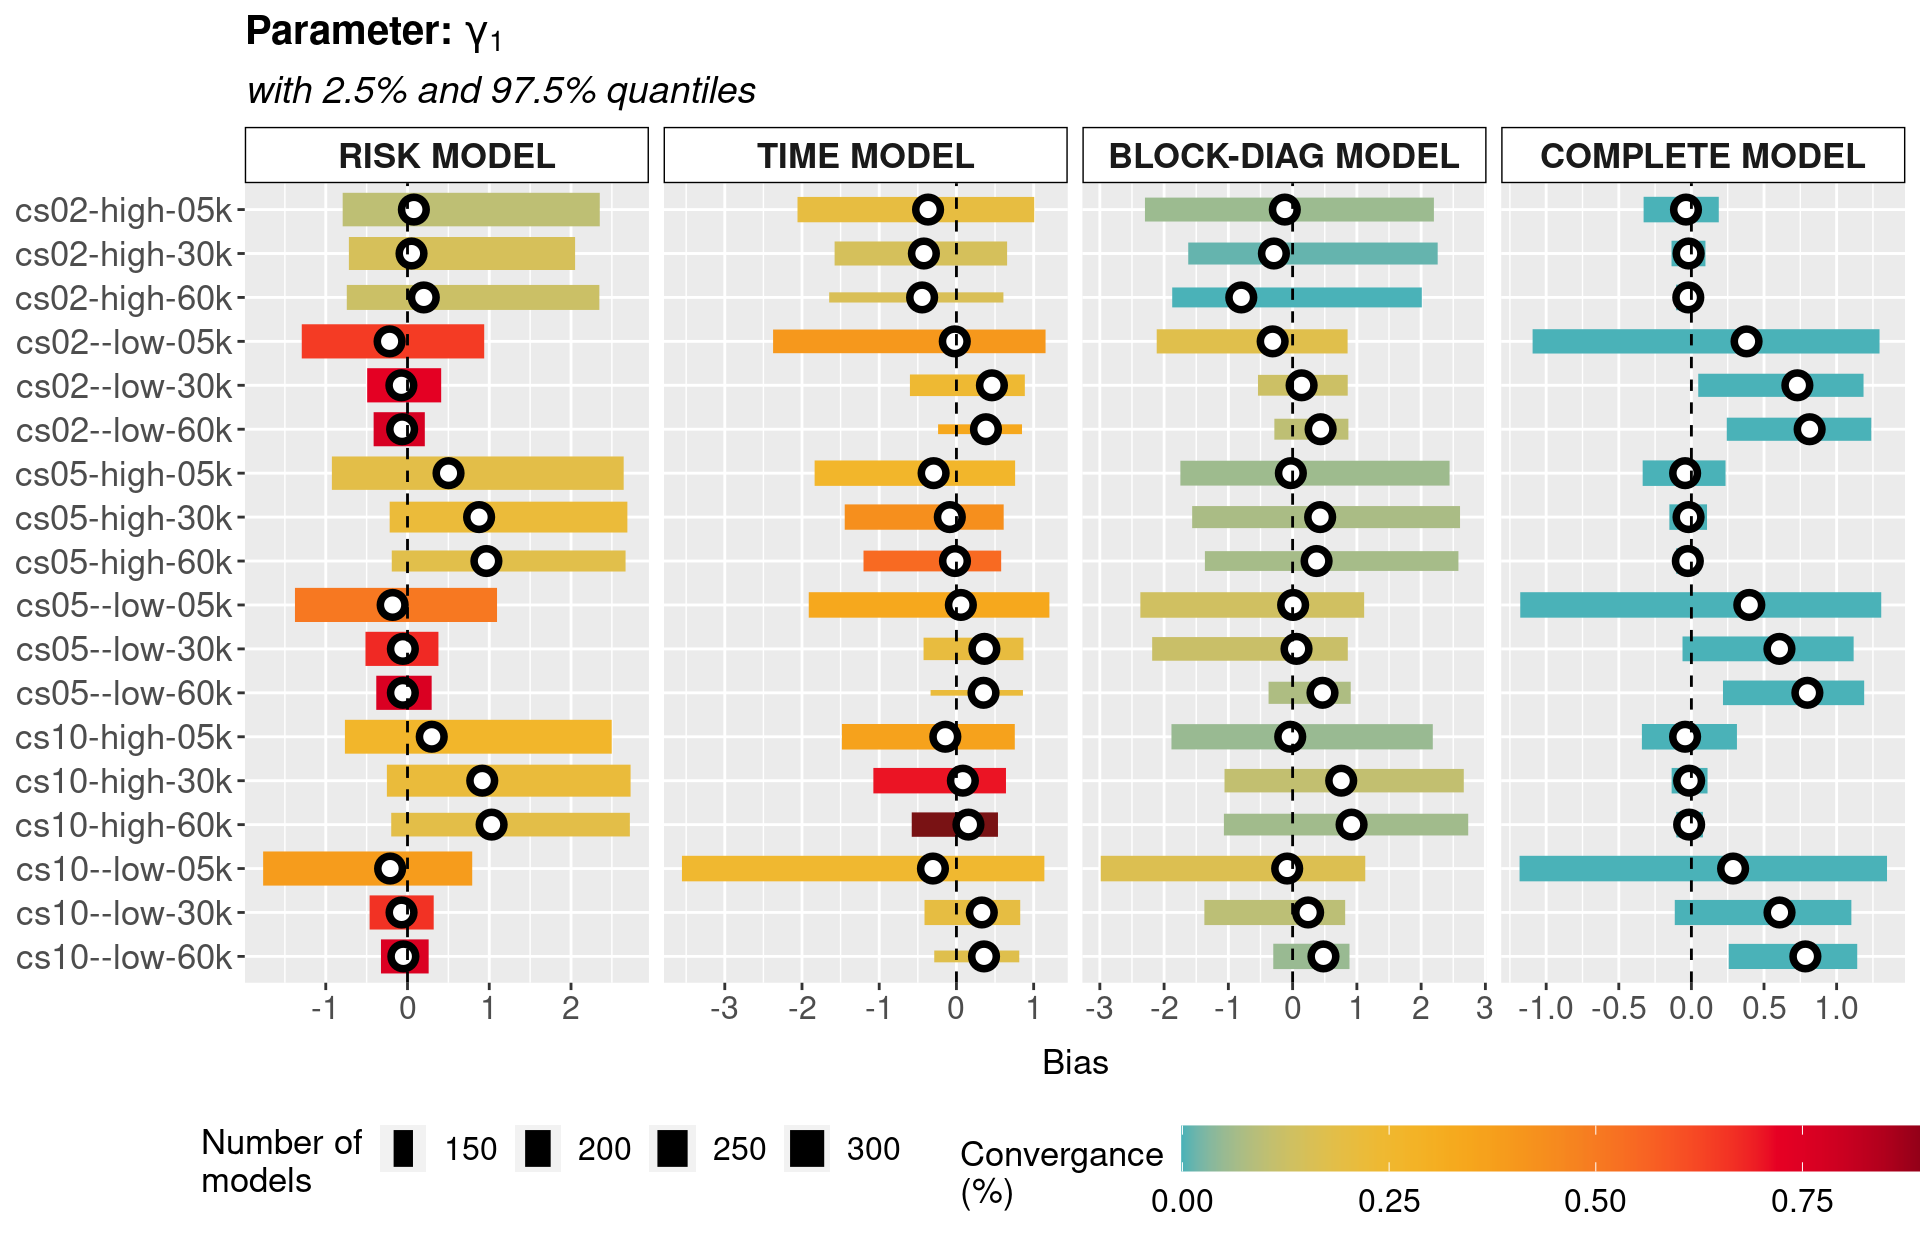 Parameter: γ1
with 2.5% and 97.5% quantiles
RISK MODEL TIME MODEL BLOCK-DIAG MODEL COMPLETE MODEL
cs02-high-05k
cs02-high-30k
cs02-high-60k
cs02--low-05k
cs02--low-30k
cs02--low-60k
cs05-high-05k
cs05-high-30k
cs05-high-60k
cs05--low-05k
cs05--low-30k
cs05--low-60k
cs10-high-05k
cs10-high-30k
cs10-high-60k
cs10--low-05k
cs10--low-30k
cs10--low-60k
-1 0 1 2 -3 -2 -1 0 1 -3 -2 -1 0 1 2 3 -1.0 -0.5 0.0 0.5 1.0
Bias
Number of
models
150 200 250 300
Convergance
(%)
0.00 0.25 0.50 0.75